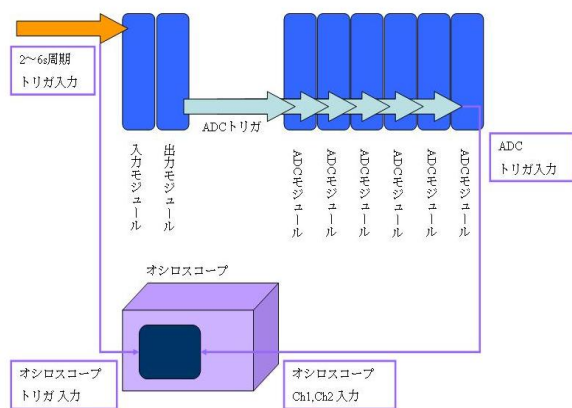 2～6s周期
トリガ入力
ADCトリガ
入力モジュール
出力モジュール
ADCモジュール
ADCモジュール
ADCモジュール
ADCモジュール
ADCモジュール
ADCモジュール
ADC
トリガ入力
オシロスコープ
オシロスコープ
トリガ 入力
オシロスコープ
Ch1,Ch2 入力